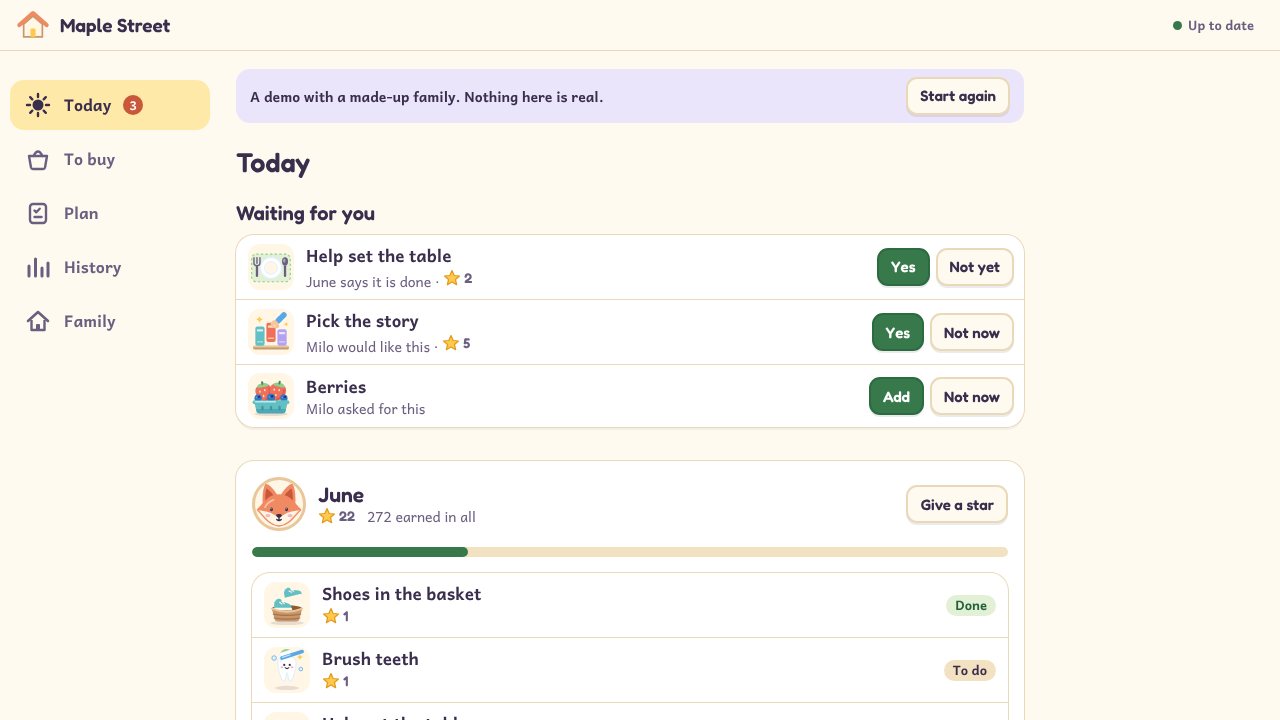 Maple Street
Up to date
Today 3
To buy
Plan
History
Family
A demo with a made-up family. Nothing here is real.
Start again
Today
Waiting for you
Help set the table
June says it is done · 2
Yes
Not yet
Pick the story
Milo would like this · 5
Yes
Not now
Berries
Milo asked for this
Add
Not now
June
22 272 earned in all
Give a star
Shoes in the basket
1
Done
Brush teeth
1
To do